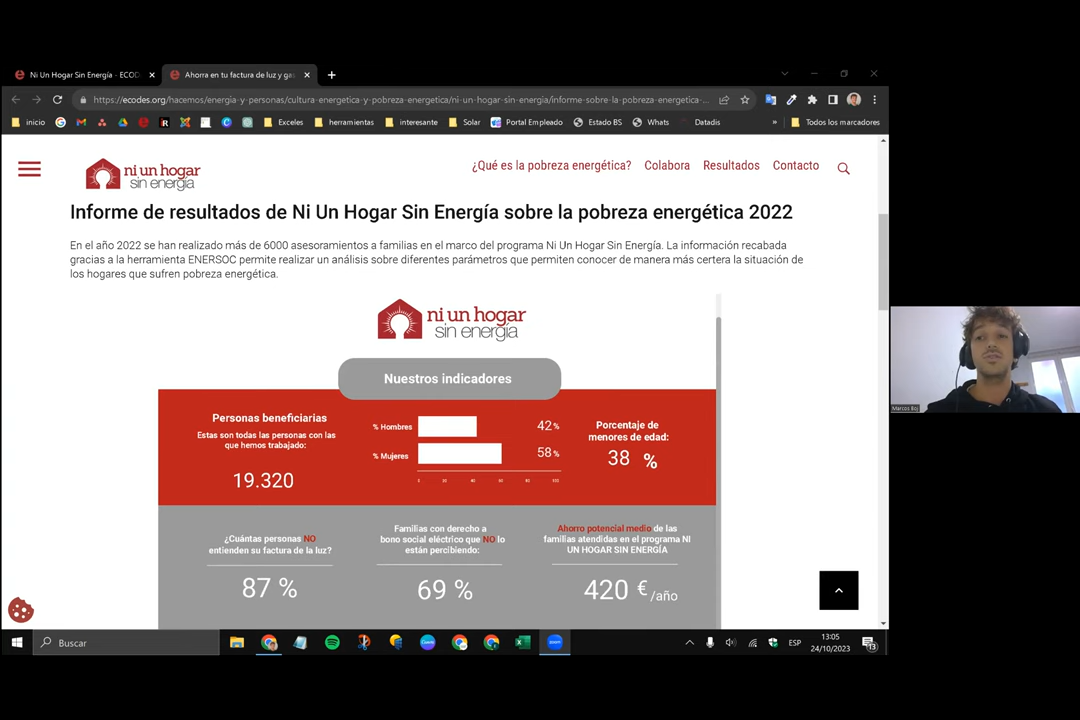 Ni Un Hogar Sin Energía - ECOD
Ahorra en tu factura de luz y ga
https://ecodes.org/hacemos/energia-y-personas/cultura-energetica-y-pobreza-energetica/ni-un-hogar-sin-energia/informe-sobre-la-pobreza-energetica-...
inicio
Exceles
herramientas
interesante
Solar
Portal Empleado
Estado BS
Whats
Datadis
»
Todos los marcadores
ni un hogar
sin energía
¿Qué es la pobreza energética?
Colabora
Resultados
Contacto
Informe de resultados de Ni Un Hogar Sin Energía sobre la pobreza energética 2022
En el año 2022 se han realizado más de 6000 asesoramientos a familias en el marco del programa Ni Un Hogar Sin Energía. La información recabada
gracias a la herramienta ENERSOC permite realizar un análisis sobre diferentes parámetros que permiten conocer de manera más certera la situación de
los hogares que sufren pobreza energética.
ni un hogar
sin energía
Nuestros indicadores
Personas beneficiarias
Estas son todas las personas con las
que hemos trabajado:
19.320
% Hombres
42%
% Mujeres
58%
0 20 40 60 80 100
Porcentaje de
menores de edad:
38 %
¿Cuántas personas NO
entienden su factura de la luz?
87 %
Familias con derecho a
bono social eléctrico que NO lo
están percibiendo:
69 %
Ahorro potencial medio de las
familias atendidas en el programa NI
UN HOGAR SIN ENERGÍA
420 €/año
Marcos Boj
Buscar
ESP
13:05
24/10/2023
13